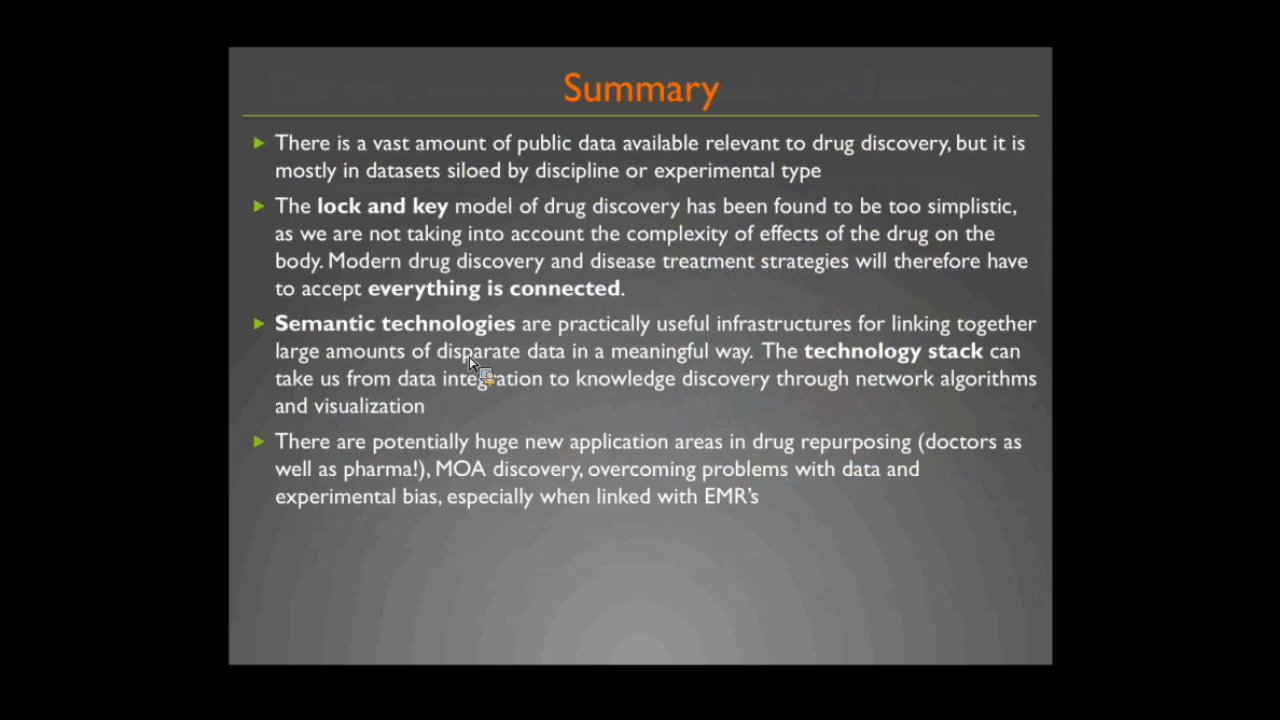 Summary
There is a vast amount of public data available relevant to drug discovery, but it is
mostly in datasets siloed by discipline or experimental type
The lock and key model of drug discovery has been found to be too simplistic,
as we are not taking into account the complexity of effects of the drug on the
body. Modern drug discovery and disease treatment strategies will therefore have
to accept everything is connected.
Semantic technologies are practically useful infrastructures for linking together
large amounts of disparate data in a meaningful way. The technology stack can
take us from data integration to knowledge discovery through network algorithms
and visualization
There are potentially huge new application areas in drug repurposing (doctors as
well as pharma!), MOA discovery, overcoming problems with data and
experimental bias, especially when linked with EMR's